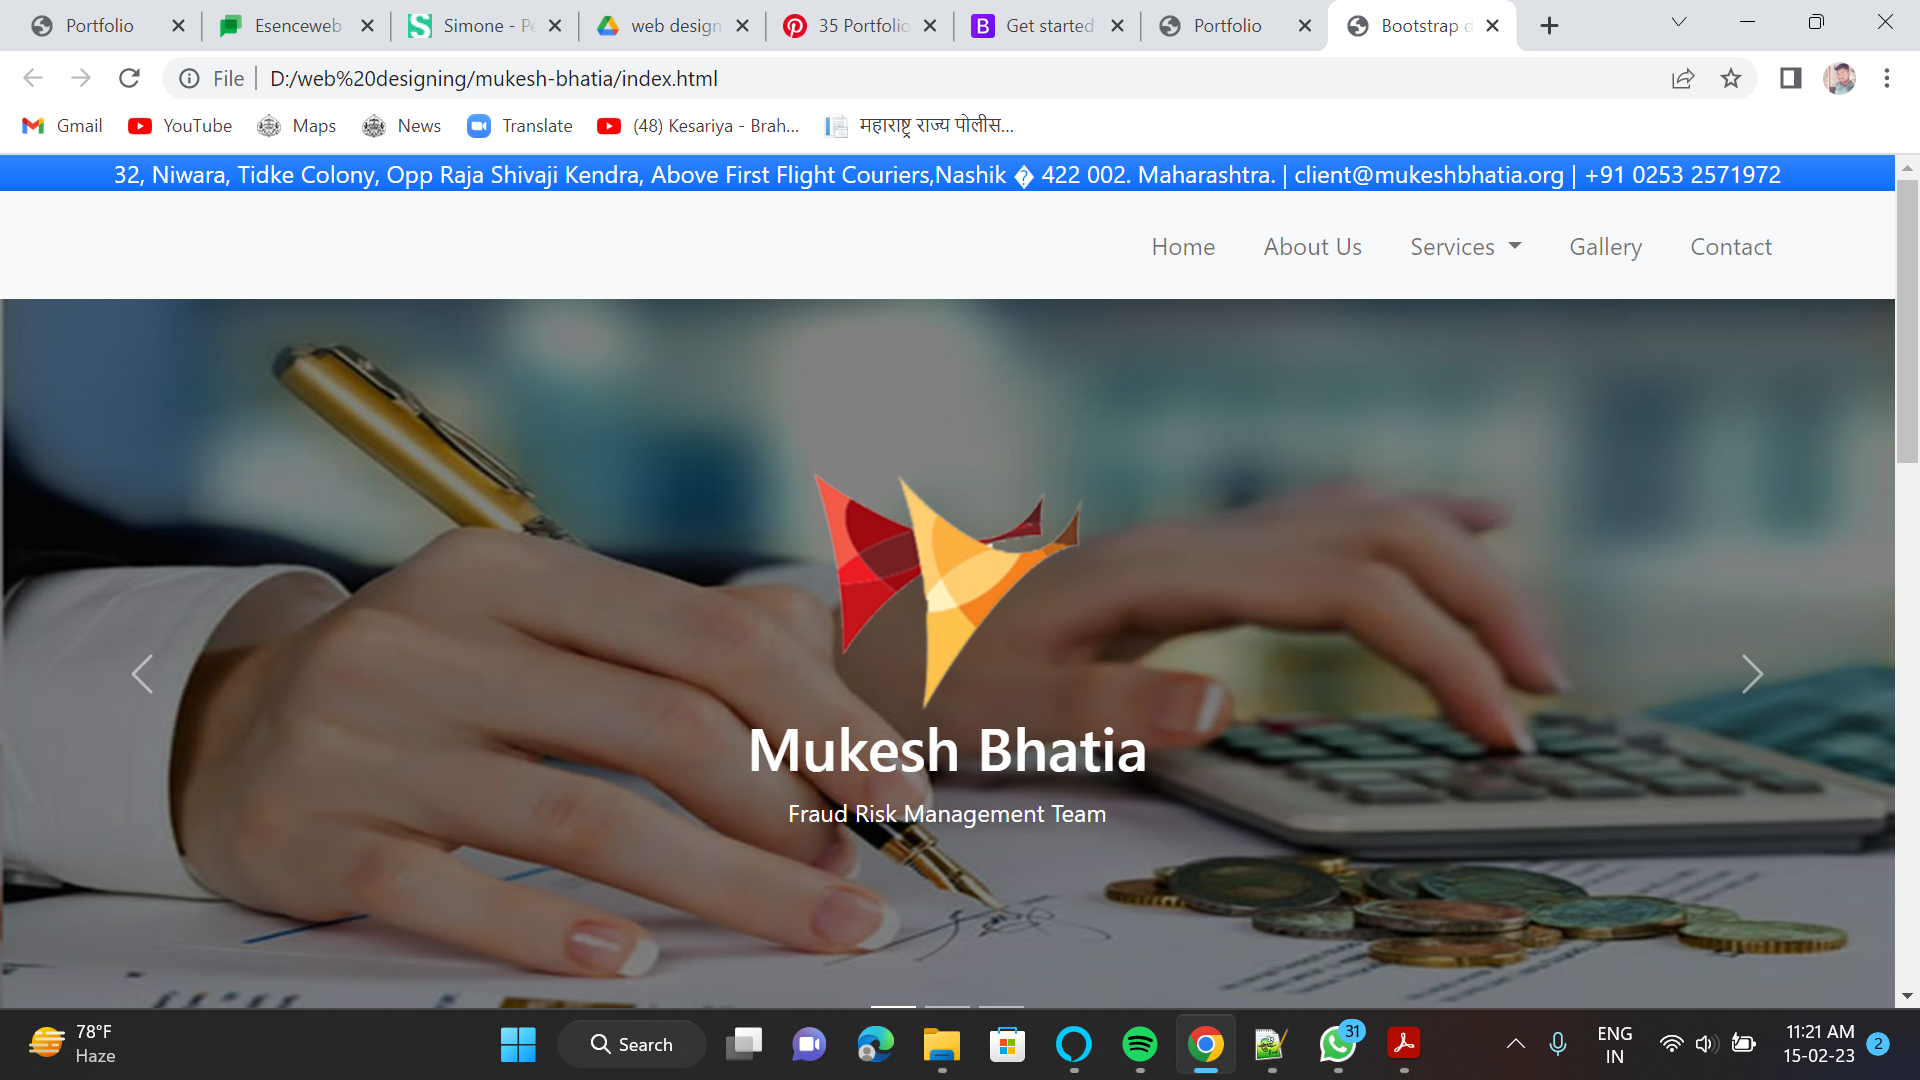 Portfolio
Esenceweb
Simone - Pe
web design
35 Portfolio
Get started
Portfolio
Bootstrap d
File | D:/web%20designing/mukesh-bhatia/index.html
Gmail
YouTube
Maps
News
Translate
(48) Kesariya - Brah...
महाराष्ट्र राज्य पोलीस...
32, Niwara, Tidke Colony, Opp Raja Shivaji Kendra, Above First Flight Couriers,Nashik � 422 002. Maharashtra. | client@mukeshbhatia.org | +91 0253 2571972
Home
About Us
Services
Gallery
Contact
Mukesh Bhatia
Fraud Risk Management Team
78°F
Haze
Search
31
ENG
IN
11:21 AM
15-02-23
2